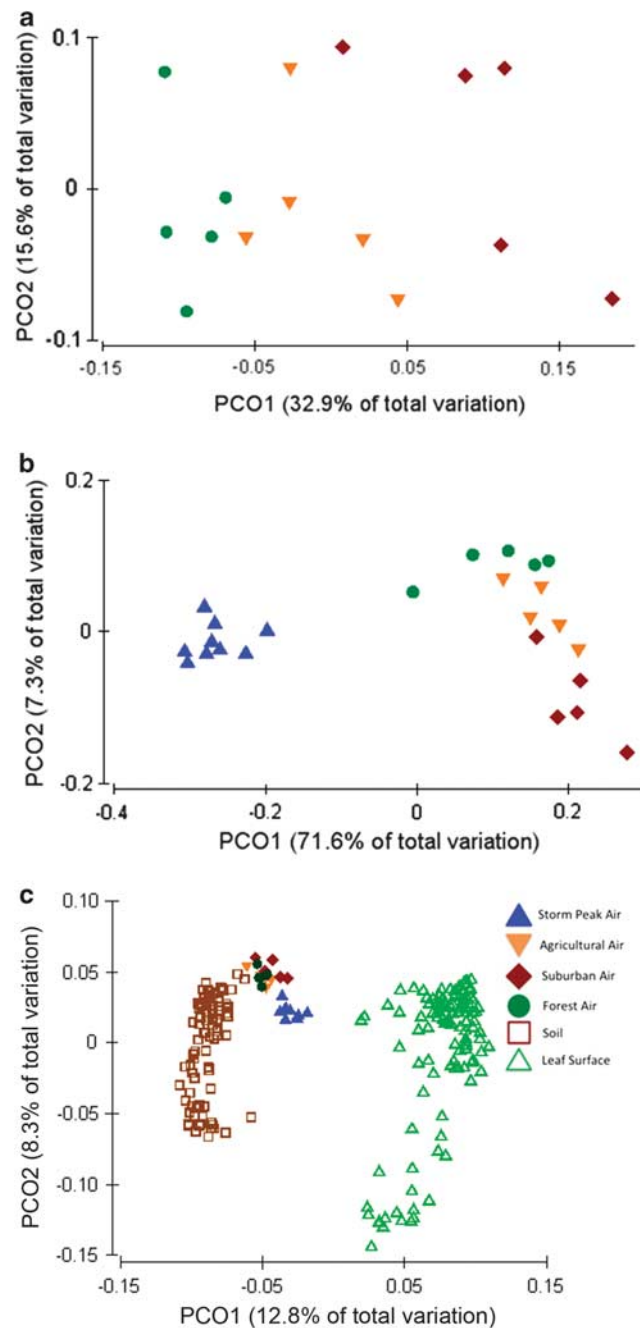 a
0.1
0
-0.1
PCO2 (15.6% of total variation)
-0.15
-0.05
0.05
0.15
PCO1 (32.9% of total variation)
b
0.2
0
-0.2
PCO2 (7.3% of total variation)
-0.4
-0.2
0
0.2
PCO1 (71.6% of total variation)
c
0.10
0.05
0
-0.05
-0.10
-0.15
PCO2 (8.3% of total variation)
Storm Peak Air
Agricultural Air
Suburban Air
Forest Air
Soil
Leaf Surface
-0.15
-0.05
0.05
0.15
PCO1 (12.8% of total variation)